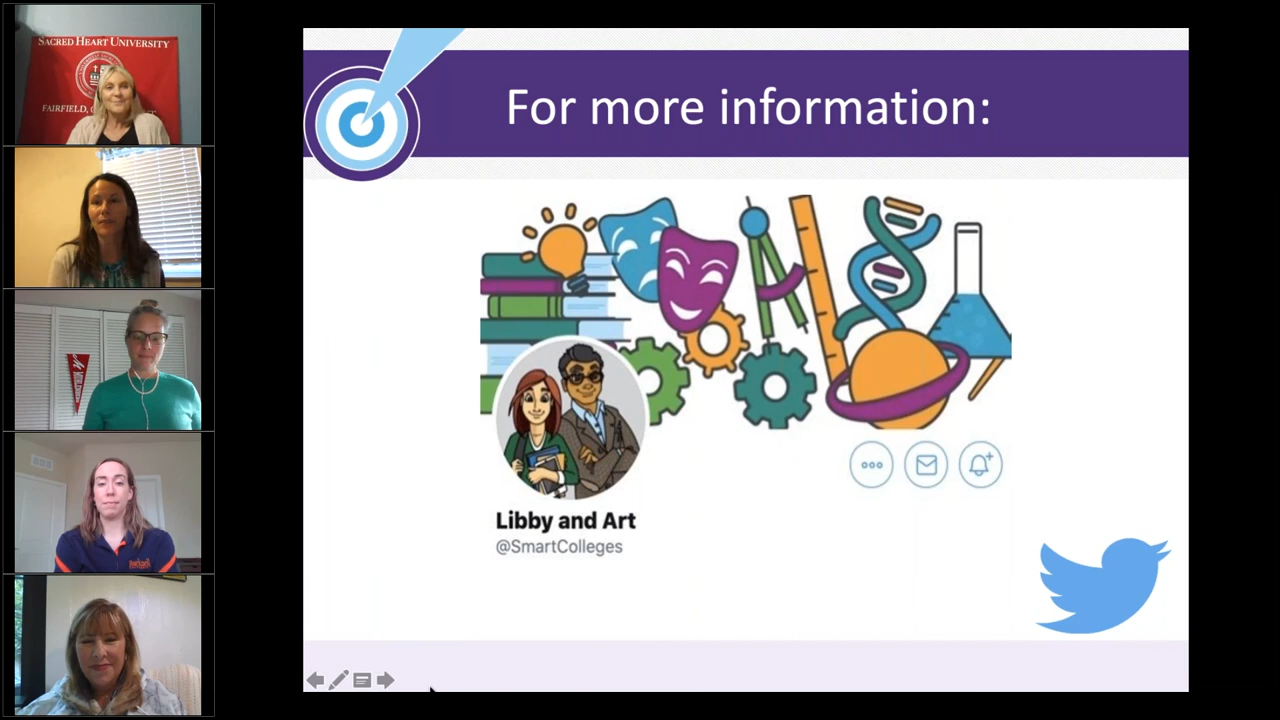 SACRED HEART UNIVERSITY
FAIRFIELD,
For more information:
Libby and Art
@SmartColleges